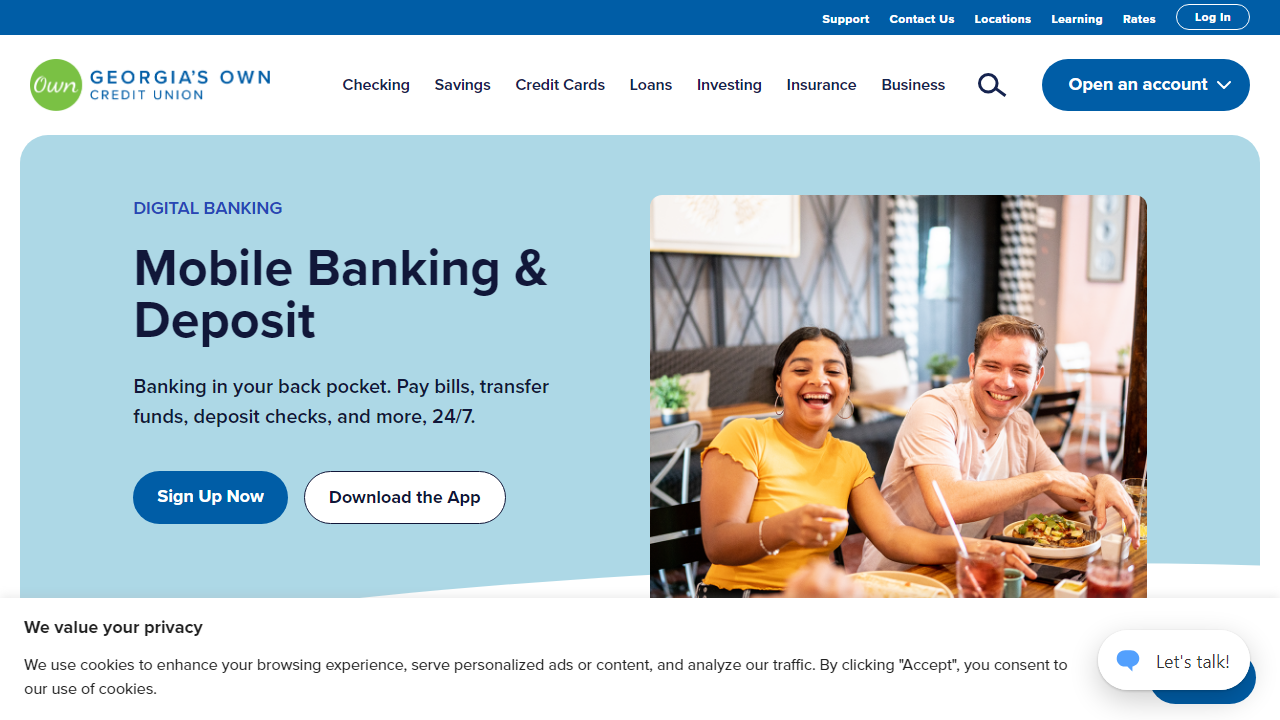 Support Contact Us Locations Learning Rates Log In
Own GEORGIA'S OWN
CREDIT UNION
Checking Savings Credit Cards Loans Investing Insurance Business Open an account
DIGITAL BANKING
Mobile Banking &
Deposit
Banking in your back pocket. Pay bills, transfer
funds, deposit checks, and more, 24/7.
Sign Up Now Download the App
We value your privacy
We use cookies to enhance your browsing experience, serve personalized ads or content, and analyze our traffic. By clicking "Accept", you consent to
our use of cookies.
Let's talk!